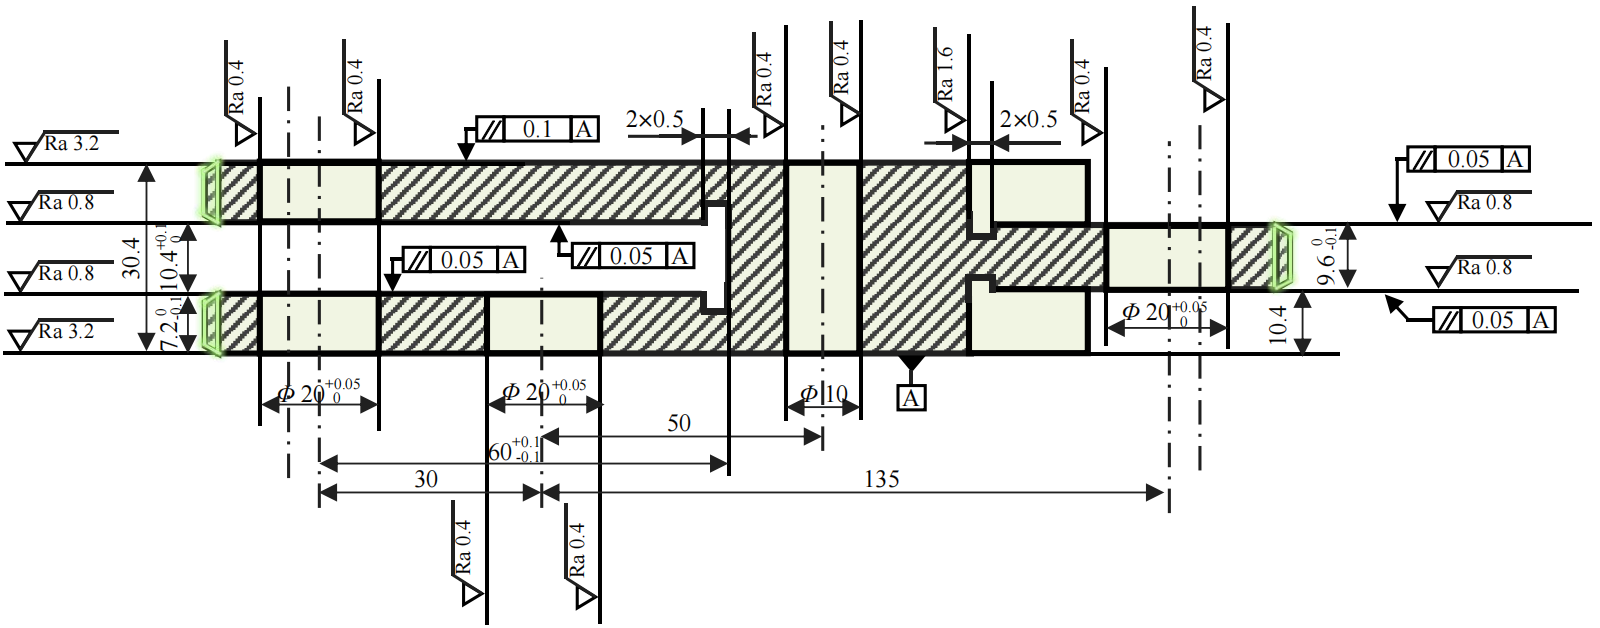 Ra 0.4
Ra 0.4
Ra 0.4
Ra 0.4
Ra 1.6
Ra 0.4
Ra 0.4
2×0.5
2×0.5
// 0.1 A
Ra 3.2
// 0.05 A
Ra 0.8
Ra 0.8
30.4
10.4 +0.1 0
// 0.05 A
// 0.05 A
9.6 0 -0.1
Ra 0.8
Ra 0.8
Ra 3.2
7.2 0 -0.1
Φ 20 +0.05 0
10.4
// 0.05 A
Φ 20 +0.05 0
Φ 20 +0.05 0
Φ 10
A
50
60 +0.1 -0.1
30
135
Ra 0.4
Ra 0.4